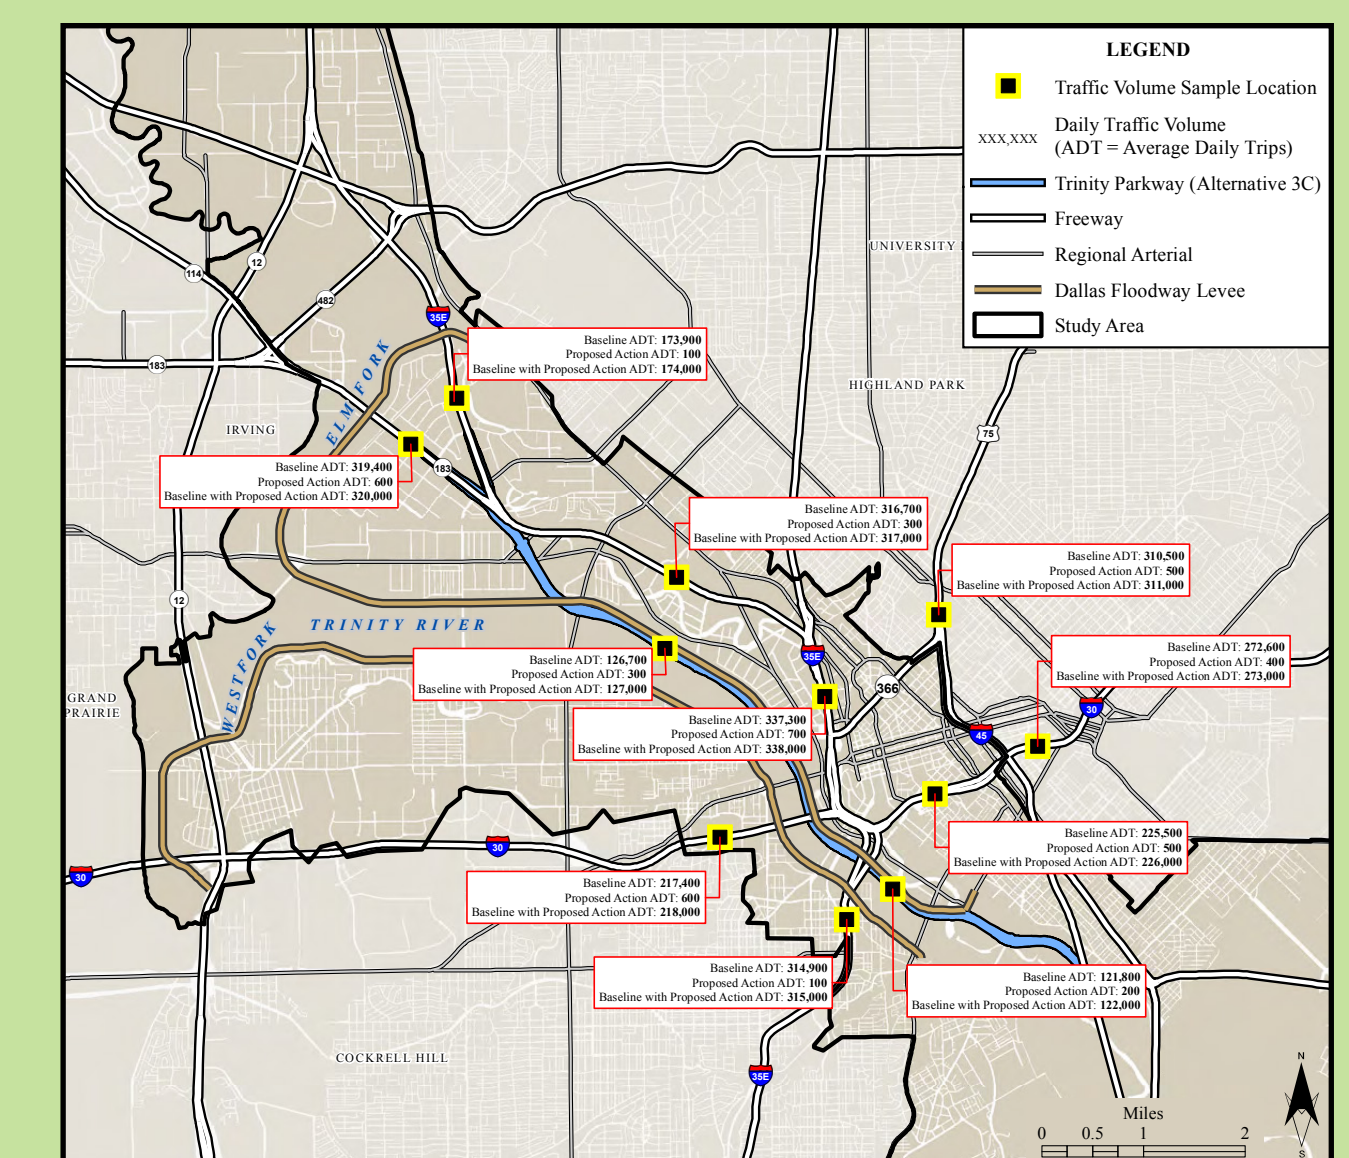 LEGEND
Traffic Volume Sample Location
XXX,XXX
Daily Traffic Volume
(ADT = Average Daily Trips)
Trinity Parkway (Alternative 3C)
Freeway
Regional Arterial
Dallas Floodway Levee
Study Area
UNIVERSITY
12
114
482
35E
183
ELM FORK
IRVING
Baseline ADT: 173,900
Proposed Action ADT: 100
Baseline with Proposed Action ADT: 174,000
HIGHLAND PARK
75
183
Baseline ADT: 319,400
Proposed Action ADT: 600
Baseline with Proposed Action ADT: 320,000
Baseline ADT: 316,700
Proposed Action ADT: 300
Baseline with Proposed Action ADT: 317,000
Baseline ADT: 310,500
Proposed Action ADT: 500
Baseline with Proposed Action ADT: 311,000
12
TRINITY RIVER
WESTFORK
GRAND
PRAIRIE
35E
366
Baseline ADT: 126,700
Proposed Action ADT: 300
Baseline with Proposed Action ADT: 127,000
Baseline ADT: 272,600
Proposed Action ADT: 400
Baseline with Proposed Action ADT: 273,000
30
45
Baseline ADT: 337,300
Proposed Action ADT: 700
Baseline with Proposed Action ADT: 338,000
30
30
Baseline ADT: 225,500
Proposed Action ADT: 500
Baseline with Proposed Action ADT: 226,000
Baseline ADT: 217,400
Proposed Action ADT: 600
Baseline with Proposed Action ADT: 218,000
Baseline ADT: 314,900
Proposed Action ADT: 100
Baseline with Proposed Action ADT: 315,000
Baseline ADT: 121,800
Proposed Action ADT: 200
Baseline with Proposed Action ADT: 122,000
COCKRELL HILL
35E
N
S
Miles
0 0.5 1 2